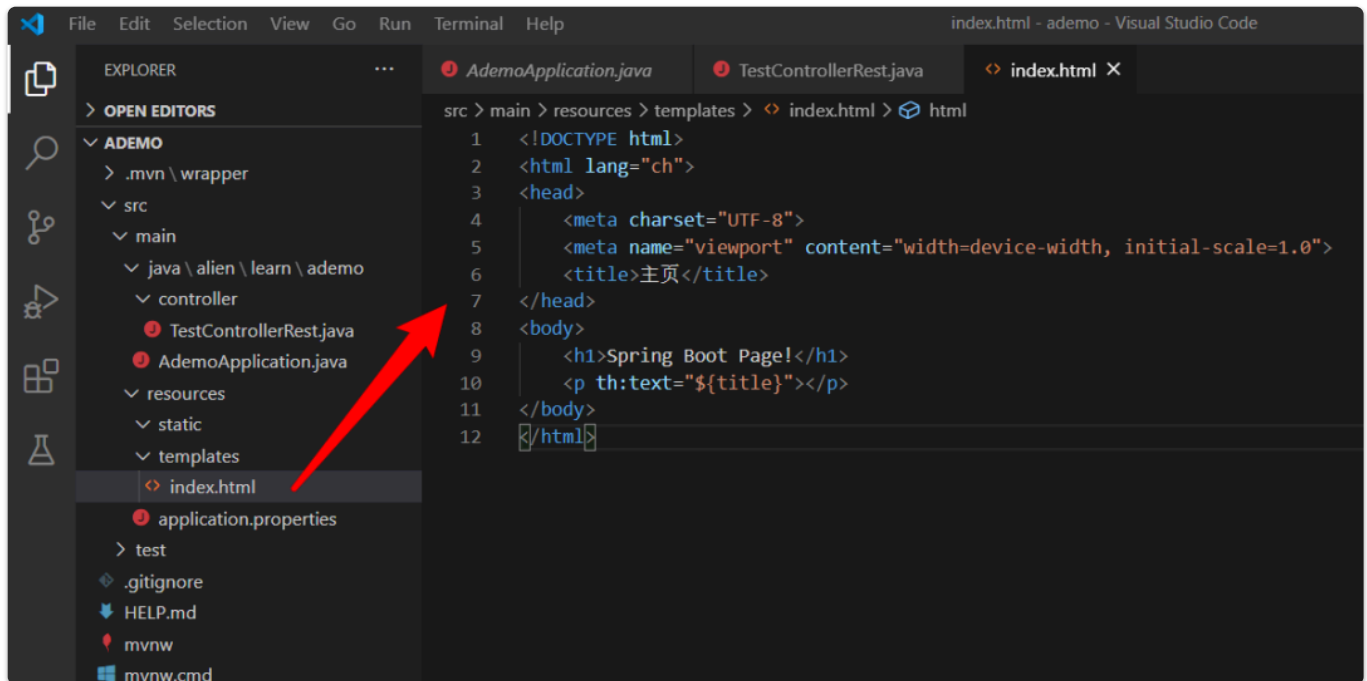 File Edit Selection View Go Run Terminal Help index.html - ademo - Visual Studio Code
EXPLORER ···
OPEN EDITORS
ADEMO
.mvn \ wrapper
src
main
java \ alien \ learn \ ademo
controller
TestControllerRest.java
AdemoApplication.java
resources
static
templates
index.html
application.properties
test
.gitignore
HELP.md
mvnw
mvnw.cmd
AdemoApplication.java TestControllerRest.java index.html
src > main > resources > templates > index.html > html
1 <!DOCTYPE html>
2 <html lang="ch">
3 <head>
4 <meta charset="UTF-8">
5 <meta name="viewport" content="width=device-width, initial-scale=1.0">
6 <title>主页</title>
7 </head>
8 <body>
9 <h1>Spring Boot Page!</h1>
10 <p th:text="${title}"></p>
11 </body>
12 </html>